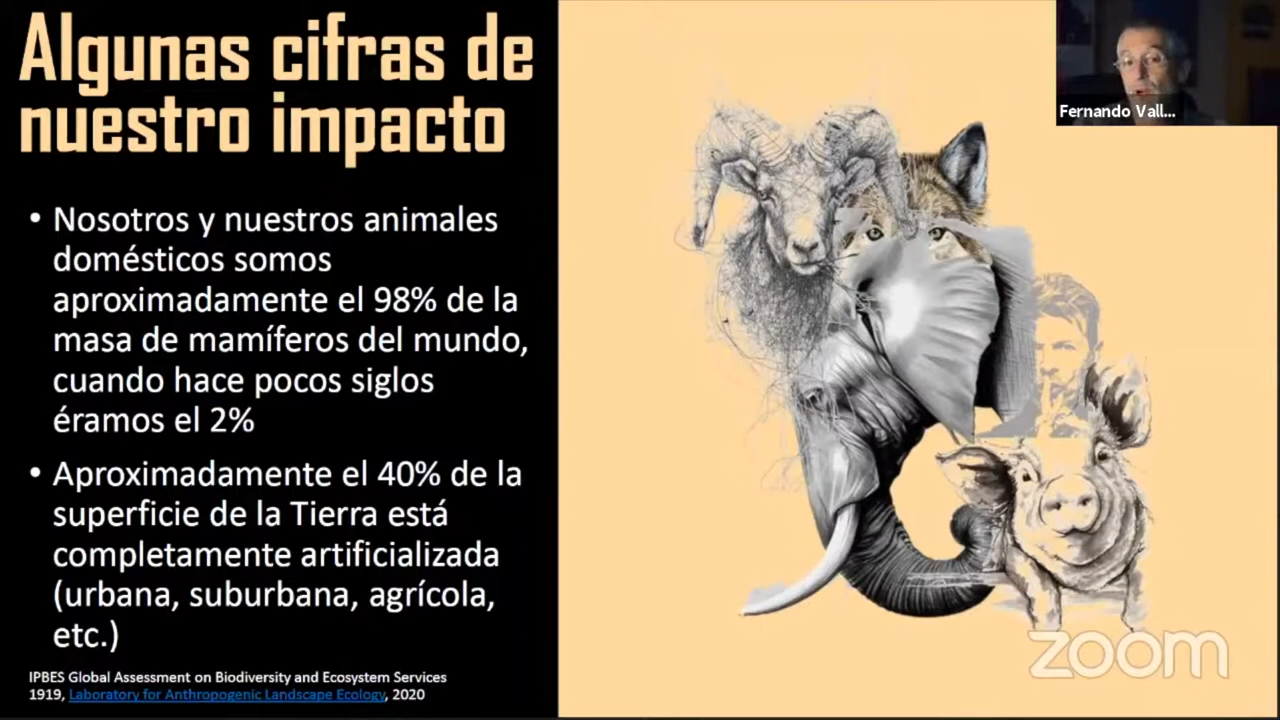 Algunas cifras de
nuestro impacto
• Nosotros y nuestros animales
domésticos somos
aproximadamente el 98% de la
masa de mamíferos del mundo,
cuando hace pocos siglos
éramos el 2%
• Aproximadamente el 40% de la
superficie de la Tierra está
completamente artificializada
(urbana, suburbana, agrícola,
etc.)
IPBES Global Assessment on Biodiversity and Ecosystem Services
1919, Laboratory for Anthropogenic Landscape Ecology, 2020
Fernando Vall...
zoom